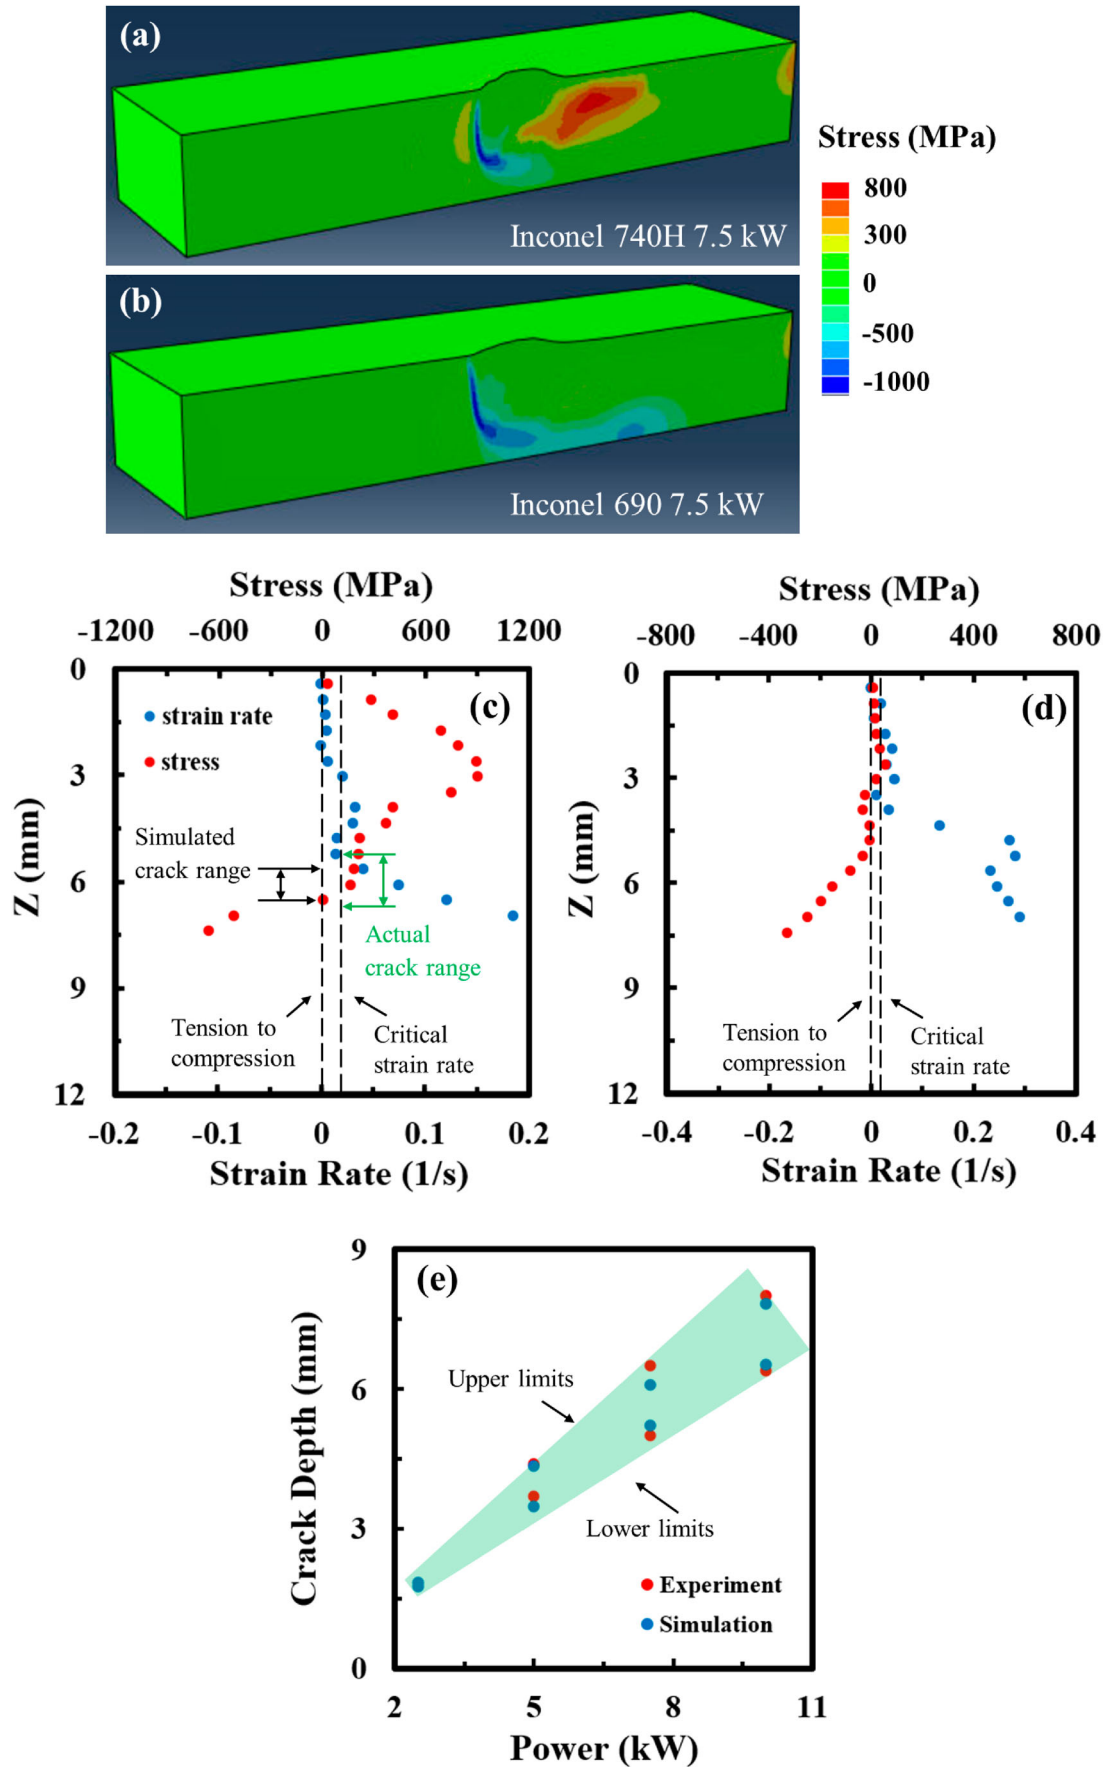 (a)
Inconel 740H 7.5 kW
Stress (MPa)
800
300
0
-500
-1000
(b)
Inconel 690 7.5 kW
Stress (MPa)
-1200 -600 0 600 1200
0
3
6
9
12
Z (mm)
(c)
strain rate
stress
Simulated
crack range
Actual
crack range
Tension to
compression
Critical
strain rate
-0.2 -0.1 0 0.1 0.2
Strain Rate (1/s)
Stress (MPa)
-800 -400 0 400 800
0
3
6
9
12
Z (mm)
(d)
Tension to
compression
Critical
strain rate
-0.4 -0.2 0 0.2 0.4
Strain Rate (1/s)
(e)
9
6
3
0
Crack Depth (mm)
Upper limits
Lower limits
Experiment
Simulation
2 5 8 11
Power (kW)